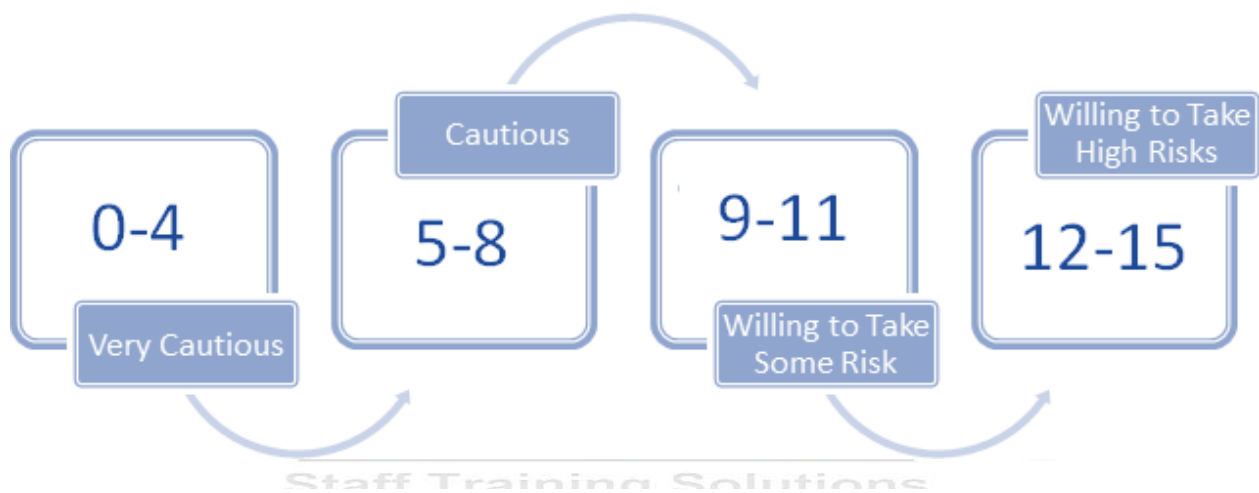 0-4
Very Cautious
Cautious
5-8
9-11
Willing to Take
Some Risk
Willing to Take
High Risks
12-15
Staff Training Solutions